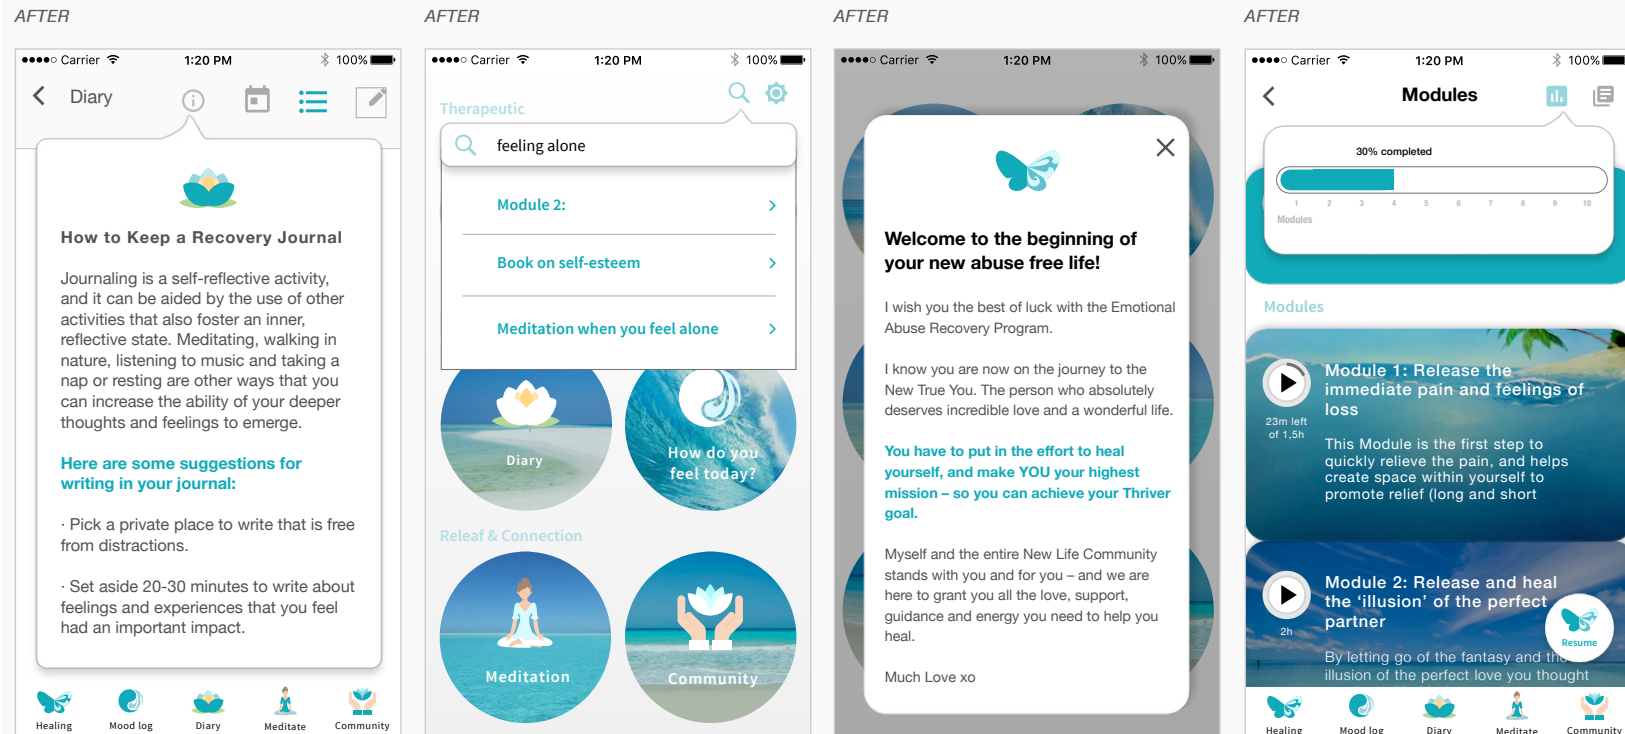 AFTER
Carrier 1:20 PM 100%
Diary
How to Keep a Recovery Journal
Journaling is a self-reflective activity,
and it can be aided by the use of other
activities that also foster an inner,
reflective state. Meditating, walking in
nature, listening to music and taking a
nap or resting are other ways that you
can increase the ability of your deeper
thoughts and feelings to emerge.
Here are some suggestions for
writing in your journal:
· Pick a private place to write that is free
from distractions.
· Set aside 20-30 minutes to write about
feelings and experiences that you feel
had an important impact.
Healing Mood log Diary Meditate Community
AFTER
Carrier 1:20 PM 100%
Therapeutic
feeling alone
Module 2:
Book on self-esteem
Meditation when you feel alone
Diary
How do you
feel today?
Releaf & Connection
Meditation
Community
AFTER
Carrier 1:20 PM 100%
Welcome to the beginning of
your new abuse free life!
I wish you the best of luck with the Emotional
Abuse Recovery Program.
I know you are now on the journey to the
New True You. The person who absolutely
deserves incredible love and a wonderful life.
You have to put in the effort to heal
yourself, and make YOU your highest
mission – so you can achieve your Thriver
goal.
Myself and the entire New Life Community
stands with you and for you – and we are
here to grant you all the love, support,
guidance and energy you need to help you
heal.
Much Love xo
AFTER
Carrier 1:20 PM 100%
Modules
30% completed
1 2 3 4 5 6 7 8 9 10
Modules
Modules
Module 1: Release the
immediate pain and feelings of
loss
23m left
of 1,5h
This Module is the first step to
quickly relieve the pain, and helps
create space within yourself to
promote relief (long and short
Module 2: Release and heal
the ‘illusion’ of the perfect
partner
2h
Resume
By letting go of the fantasy and the
illusion of the perfect love you thought
Healing Mood log Diary Meditate Community